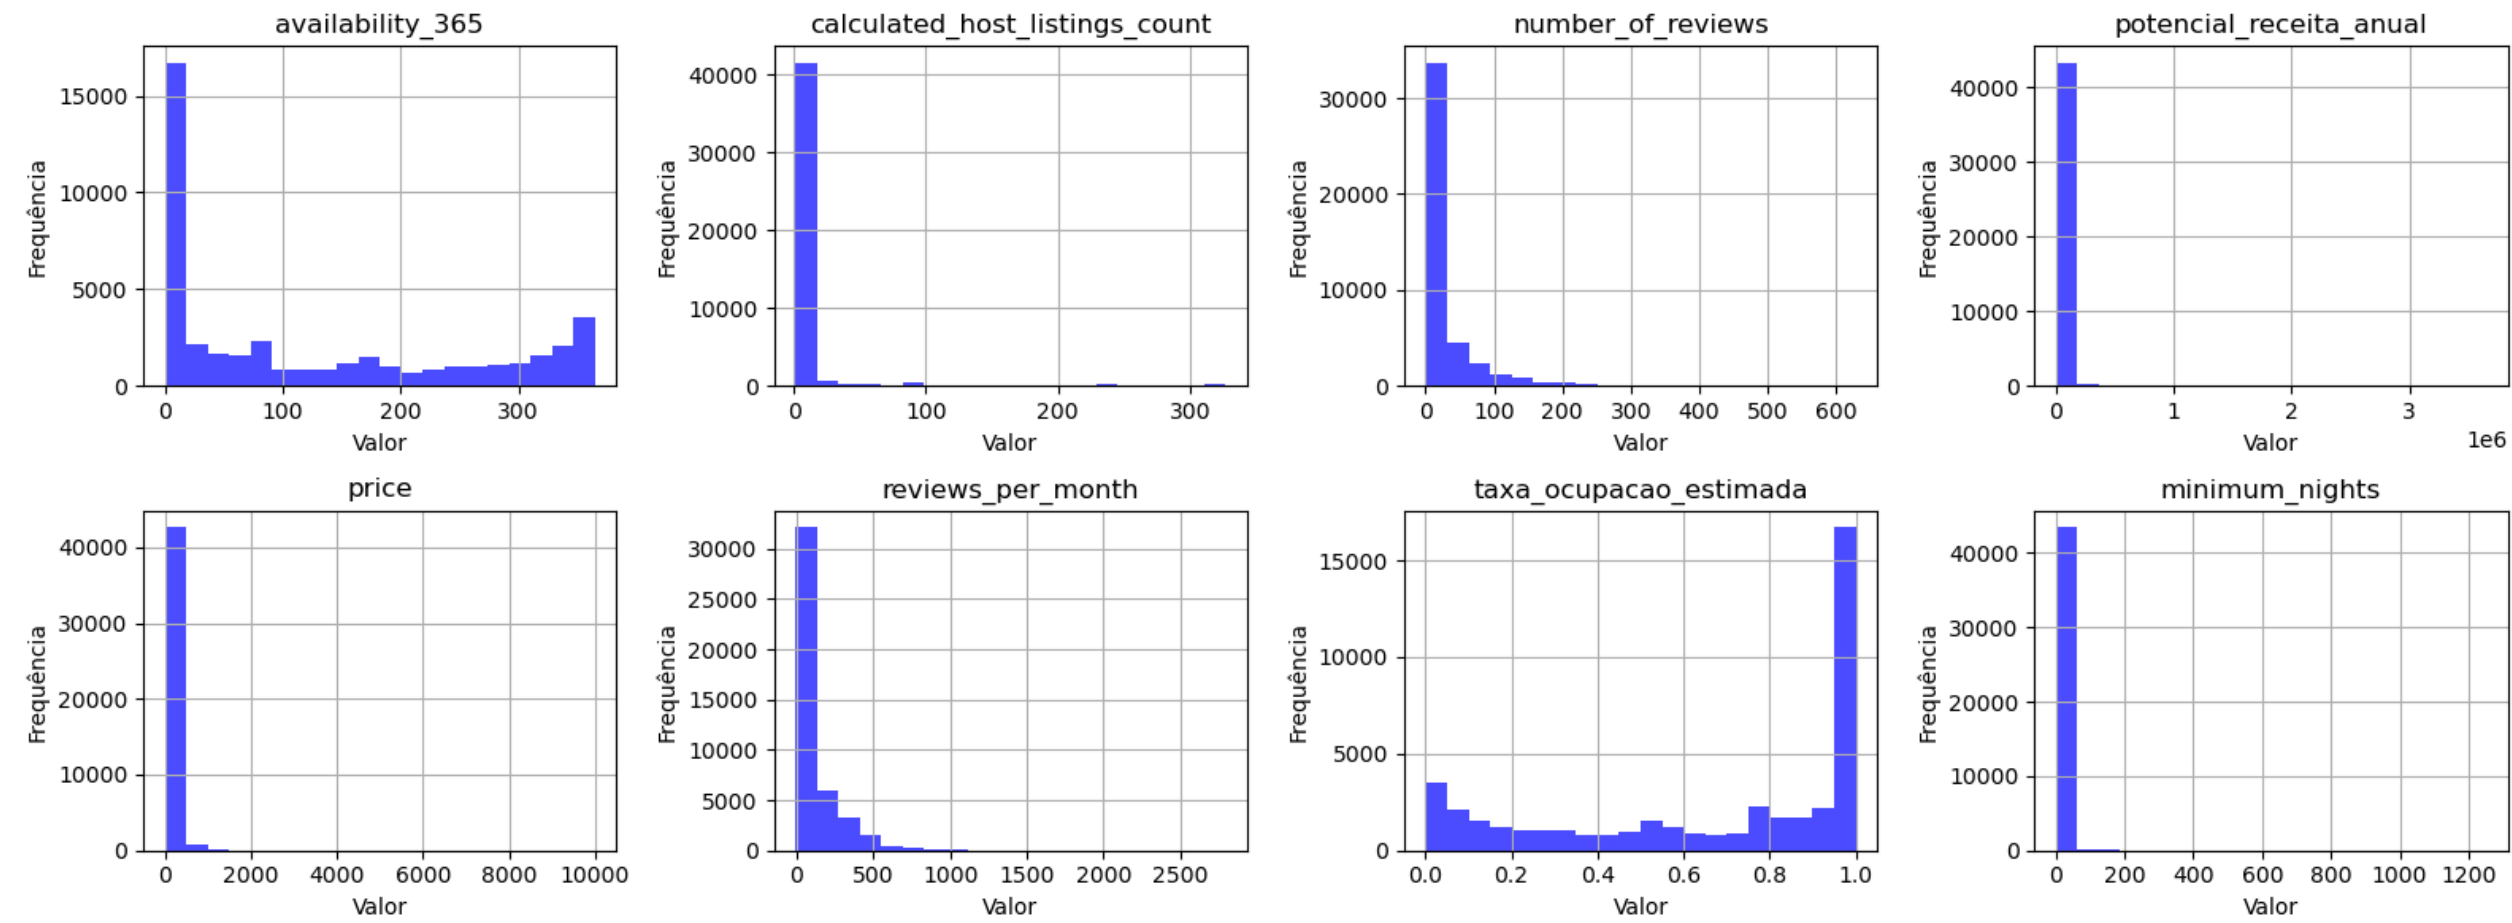 availability_365
Frequência
15000
10000
5000
0
0 100 200 300
Valor
calculated_host_listings_count
Frequência
40000
30000
20000
10000
0
0 100 200 300
Valor
number_of_reviews
Frequência
30000
20000
10000
0
0 100 200 300 400 500 600
Valor
potencial_receita_anual
Frequência
40000
30000
20000
10000
0
0 1 2 3
Valor
1e6
price
Frequência
40000
30000
20000
10000
0
0 2000 4000 6000 8000 10000
Valor
reviews_per_month
Frequência
30000
25000
20000
15000
10000
5000
0
0 500 1000 1500 2000 2500
Valor
taxa_ocupacao_estimada
Frequência
15000
10000
5000
0
0.0 0.2 0.4 0.6 0.8 1.0
Valor
minimum_nights
Frequência
40000
30000
20000
10000
0
0 200 400 600 800 1000 1200
Valor